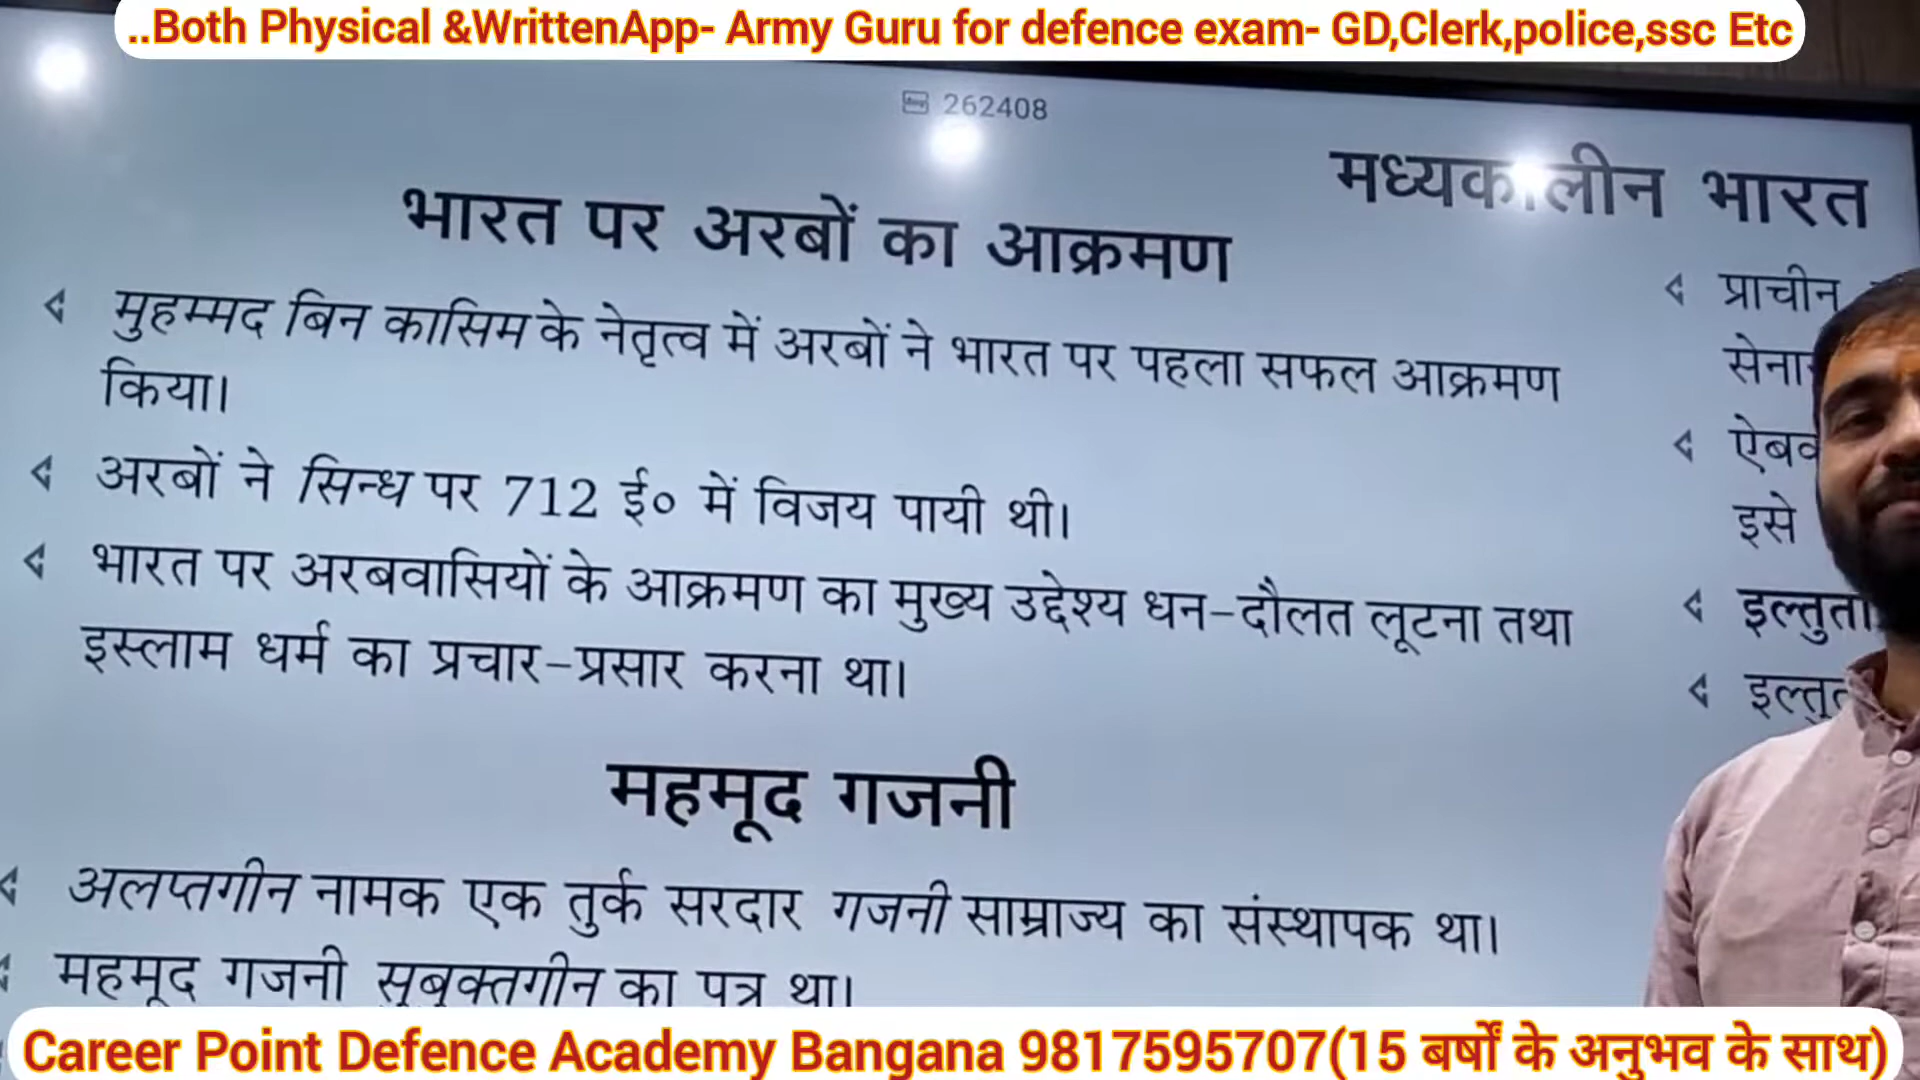 ..Both Physical &WrittenApp- Army Guru for defence exam- GD,Clerk,police,ssc Etc
262408
मध्यकालीन भारत
भारत पर अरबों का आक्रमण
मुहम्मद बिन कासिम के नेतृत्व में अरबों ने भारत पर पहला सफल आक्रमण
किया।
अरबों ने सिन्ध पर 712 ई० में विजय पायी थी।
भारत पर अरबवासियों के आक्रमण का मुख्य उद्देश्य धन-दौलत लूटना तथा
इस्लाम धर्म का प्रचार-प्रसार करना था।
महमूद गजनी
अलप्तगीन नामक एक तुर्क सरदार गजनी साम्राज्य का संस्थापक था।
महमूद गजनी सुबुक्तगीन का पुत्र था।
प्राचीन
इसे
Career Point Defence Academy Bangana 9817595707(15 बर्षों के अनुभव के साथ)